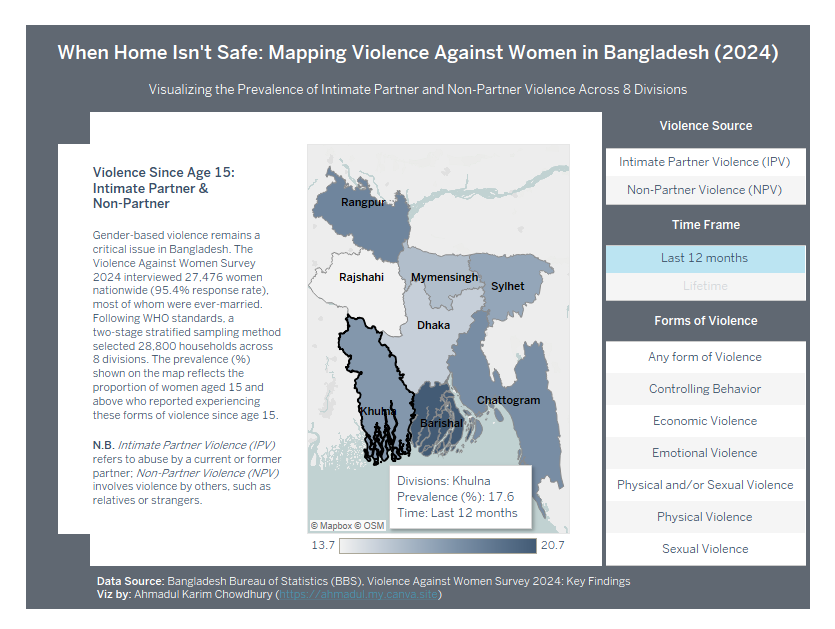 When Home Isn't Safe: Mapping Violence Against Women in Bangladesh (2024)
Visualizing the Prevalence of Intimate Partner and Non-Partner Violence Across 8 Divisions
Violence Since Age 15:
Intimate Partner &
Non-Partner
Gender-based violence remains a
critical issue in Bangladesh. The
Violence Against Women Survey
2024 interviewed 27,476 women
nationwide (95.4% response rate),
most of whom were ever-married.
Following WHO standards, a
two-stage stratified sampling method
selected 28,800 households across
8 divisions. The prevalence (%)
shown on the map reflects the
proportion of women aged 15 and
above who reported experiencing
these forms of violence since age 15.
N.B. Intimate Partner Violence (IPV)
refers to abuse by a current or former
partner; Non-Partner Violence (NPV)
involves violence by others, such as
relatives or strangers.
Rangpur
Rajshahi
Mymensingh
Sylhet
Dhaka
Khulna
Barishal
Chattogram
Divisions: Khulna
Prevalence (%): 17.6
Time: Last 12 months
© Mapbox © OSM
13.7
20.7
Violence Source
Intimate Partner Violence (IPV)
Non-Partner Violence (NPV)
Time Frame
Last 12 months
Lifetime
Forms of Violence
Any form of Violence
Controlling Behavior
Economic Violence
Emotional Violence
Physical and/or Sexual Violence
Physical Violence
Sexual Violence
Data Source: Bangladesh Bureau of Statistics (BBS), Violence Against Women Survey 2024: Key Findings
Viz by: Ahmadul Karim Chowdhury (https://ahmadul.my.canva.site)